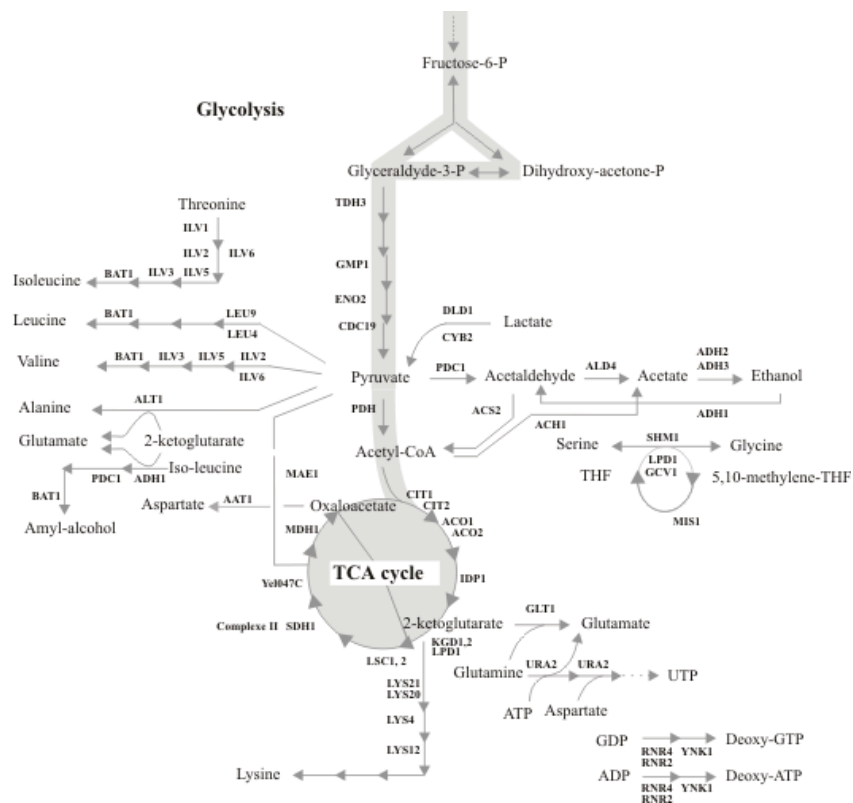 Fructose-6-P
Glycolysis
Glyceraldyde-3-P
Dihydroxy-acetone-P
TDH3
Threonine
ILV1
ILV2 ILV6
Isoleucine BAT1 ILV3 ILV5
GMP1
ENO2
CDC19
Leucine BAT1 LEU9
LEU4
DLD1
CYB2
Lactate
Valine BAT1 ILV3 ILV5 ILV2
ILV6
Pyruvate PDC1 Acetaldehyde ALD4 Acetate ADH2
ADH3 Ethanol
ADH1
Alanine ALT1
PDH
ACS2
ACH1
Glutamate 2-ketoglutarate
Acetyl-CoA
Serine SHM1 Glycine
LPD1
GCV1
THF 5,10-methylene-THF
MIS1
BAT1 PDC1 ADH1 Iso-leucine
Amyl-alcohol
MAE1
Aspartate AAT1 Oxaloacetate
CIT1
CIT2
ACO1
ACO2
MDH1
TCA cycle
IDP1
Yel047C
Complexe II SDH1
2-ketoglutarate
KGD1,2
LPD1
LSC1, 2
GLT1
Glutamate
Glutamine URA2 URA2 UTP
ATP Aspartate
LYS21
LYS20
LYS4
LYS12
Lysine
GDP Deoxy-GTP
RNR4 YNK1
RNR2
ADP Deoxy-ATP
RNR4 YNK1
RNR2